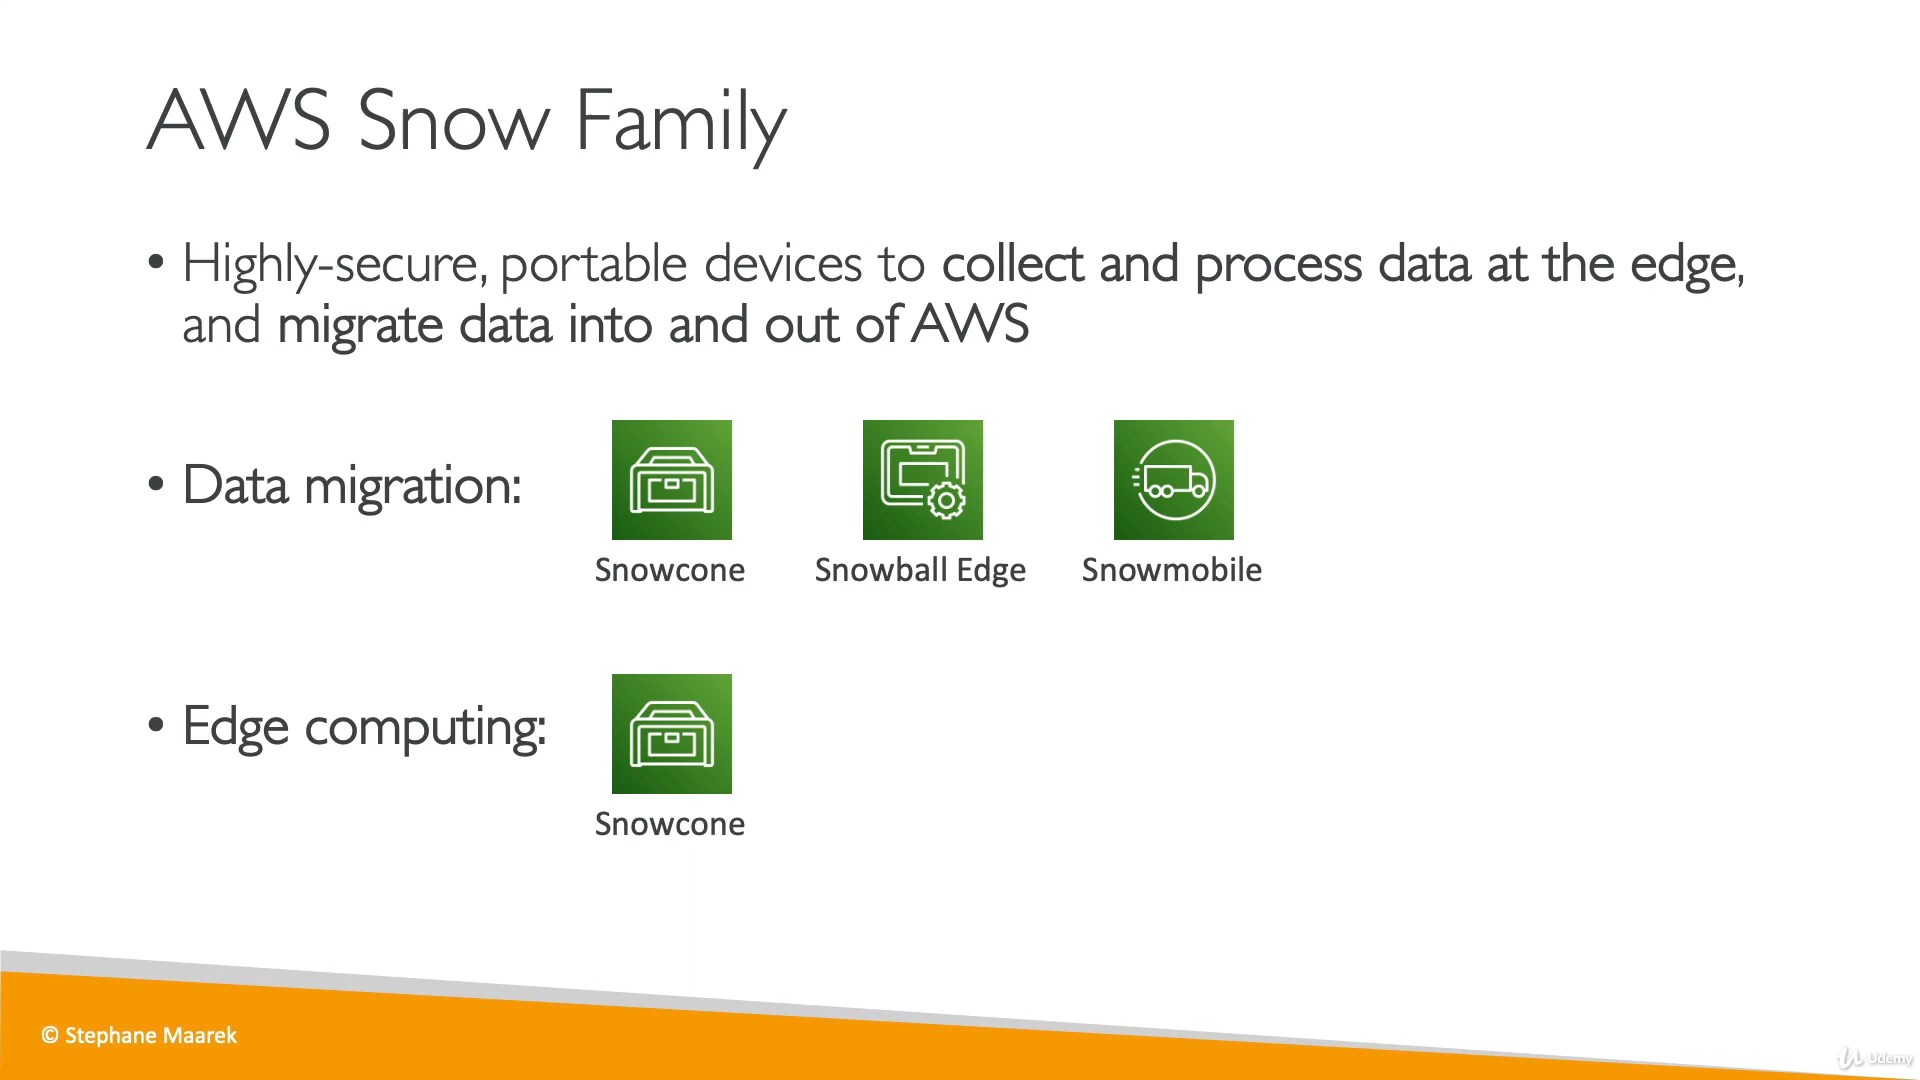 AWS Snow Family
• Highly-secure, portable devices to collect and process data at the edge,
and migrate data into and out of AWS
• Data migration:
Snowcone
Snowball Edge
Snowmobile
• Edge computing:
Snowcone
© Stephane Maarek
Udemy